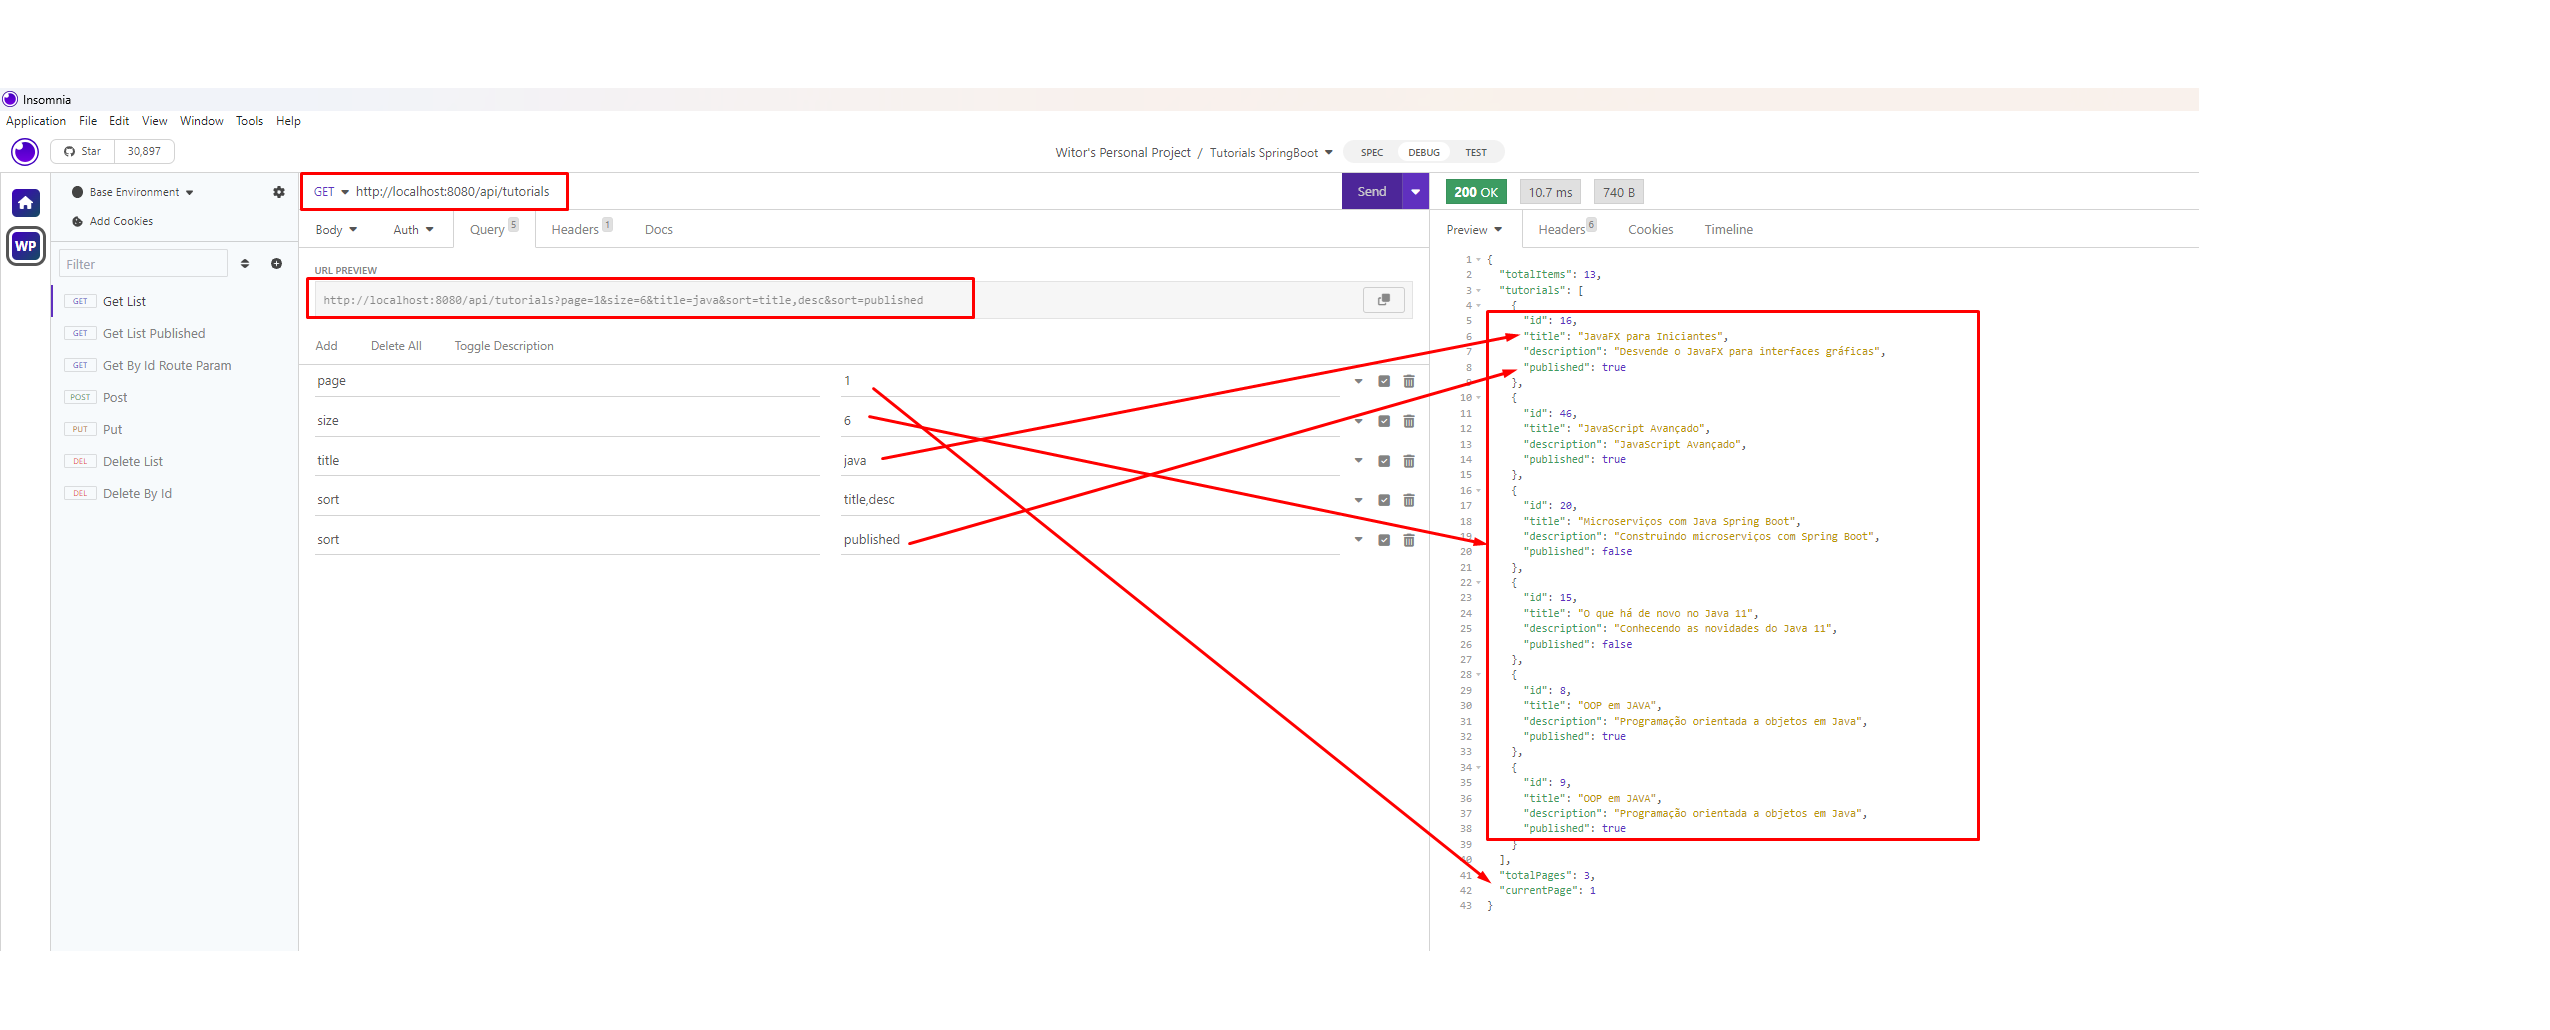 Insomnia
Application File Edit View Window Tools Help
Star 30,897
Witor's Personal Project / Tutorials SpringBoot SPEC DEBUG TEST
WP
Base Environment
Add Cookies
Filter
GET Get List
GET Get List Published
GET Get By Id Route Param
POST Post
PUT Put
DEL Delete List
DEL Delete By Id
GET http://localhost:8080/api/tutorials Send
Body Auth Query 5 Headers 1 Docs
URL PREVIEW
http://localhost:8080/api/tutorials?page=1&size=6&title=java&sort=title,desc&sort=published
Add Delete All Toggle Description
page 1
size 6
title java
sort title,desc
sort published
200 OK 10.7 ms 740 B
Preview Headers 6 Cookies Timeline
1 {
2 "totalItems": 13,
3 "tutorials": [
4 {
5 "id": 16,
6 "title": "JavaFX para Iniciantes",
7 "description": "Desvende o JavaFX para interfaces gráficas",
8 "published": true
9 },
10 {
11 "id": 46,
12 "title": "JavaScript Avançado",
13 "description": "JavaScript Avançado",
14 "published": true
15 },
16 {
17 "id": 20,
18 "title": "Microserviços com Java Spring Boot",
19 "description": "Construindo microserviços com Spring Boot",
20 "published": false
21 },
22 {
23 "id": 15,
24 "title": "O que há de novo no Java 11",
25 "description": "Conhecendo as novidades do Java 11",
26 "published": false
27 },
28 {
29 "id": 8,
30 "title": "OOP em JAVA",
31 "description": "Programação orientada a objetos em Java",
32 "published": true
33 },
34 {
35 "id": 9,
36 "title": "OOP em JAVA",
37 "description": "Programação orientada a objetos em Java",
38 "published": true
39 }
40 ],
41 "totalPages": 3,
42 "currentPage": 1
43 }